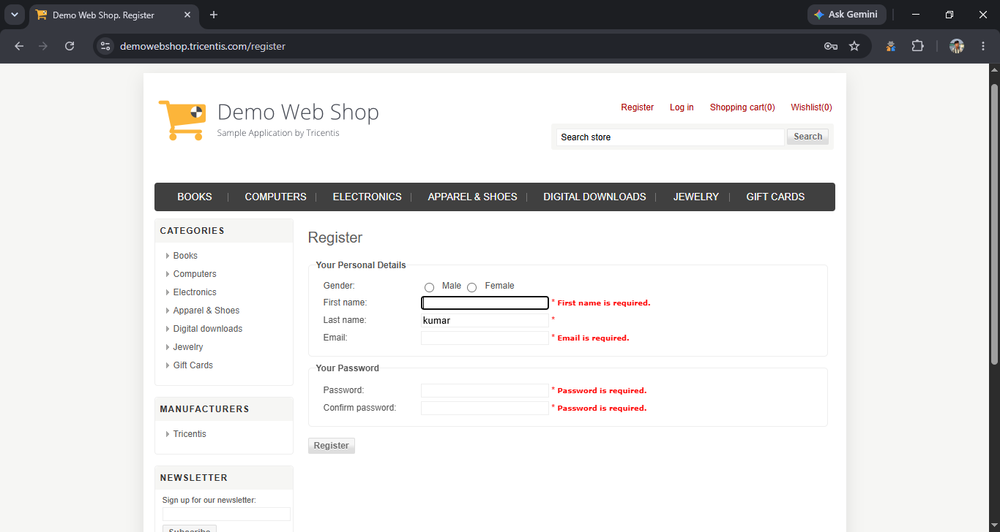 Demo Web Shop. Register
Ask Gemini
demowebshop.tricentis.com/register
Demo Web Shop
Sample Application by Tricentis
Register Log in Shopping cart(0) Wishlist(0)
Search store Search
BOOKS COMPUTERS ELECTRONICS APPAREL & SHOES DIGITAL DOWNLOADS JEWELRY GIFT CARDS
CATEGORIES
Books
Computers
Electronics
Apparel & Shoes
Digital downloads
Jewelry
Gift Cards
MANUFACTURERS
Tricentis
NEWSLETTER
Sign up for our newsletter:
Subscribe
Register
Your Personal Details
Gender: Male Female
First name: * First name is required.
Last name: kumar *
Email: * Email is required.
Your Password
Password: * Password is required.
Confirm password: * Password is required.
Register